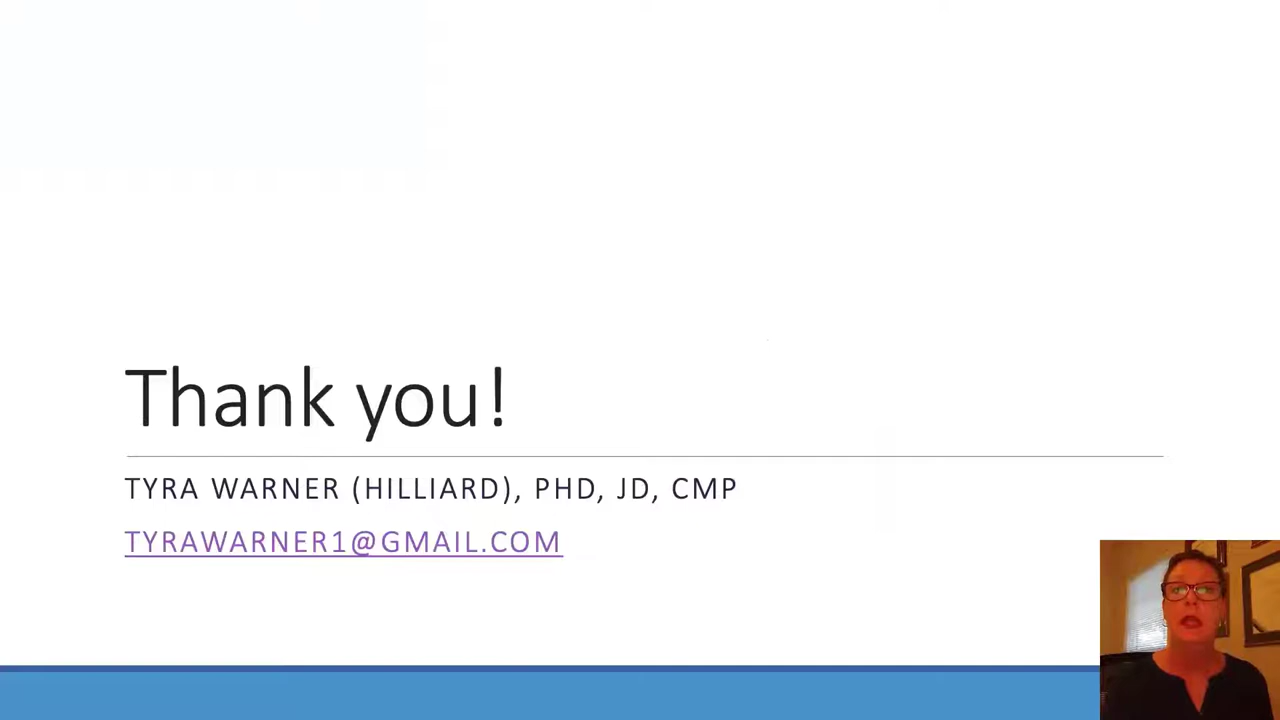 Thank you!
TYRA WARNER (HILLIARD), PHD, JD, CMP
TYRAWARNER1@GMAIL.COM